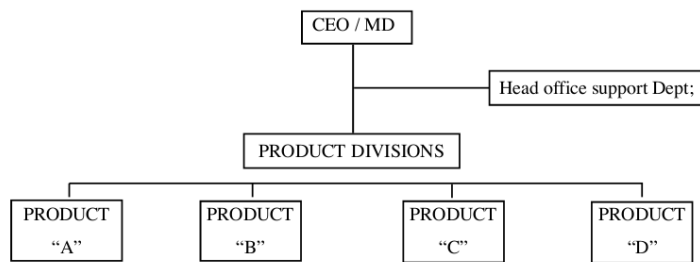 CEO / MD
Head office support Dept;
PRODUCT DIVISIONS
PRODUCT
“A”
PRODUCT
“B”
PRODUCT
“C”
PRODUCT
“D”